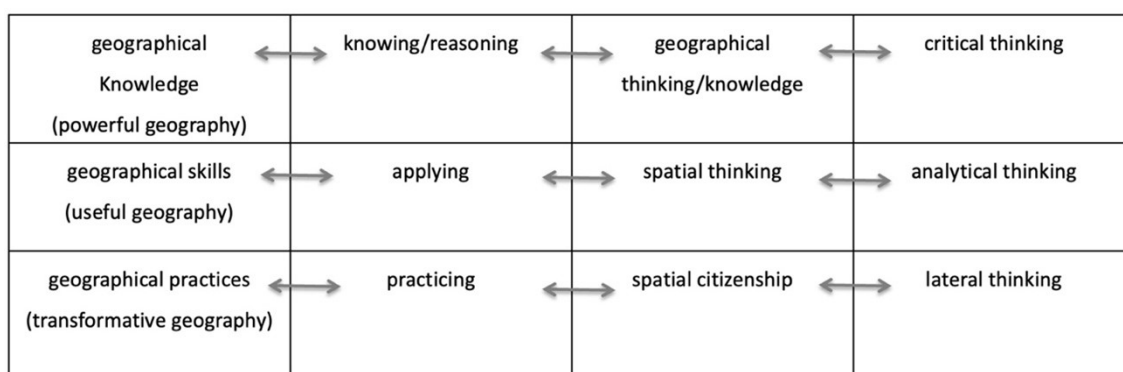 geographical
Knowledge
(powerful geography)
knowing/reasoning
geographical
thinking/knowledge
critical thinking
geographical skills
(useful geography)
applying
spatial thinking
analytical thinking
geographical practices
(transformative geography)
practicing
spatial citizenship
lateral thinking